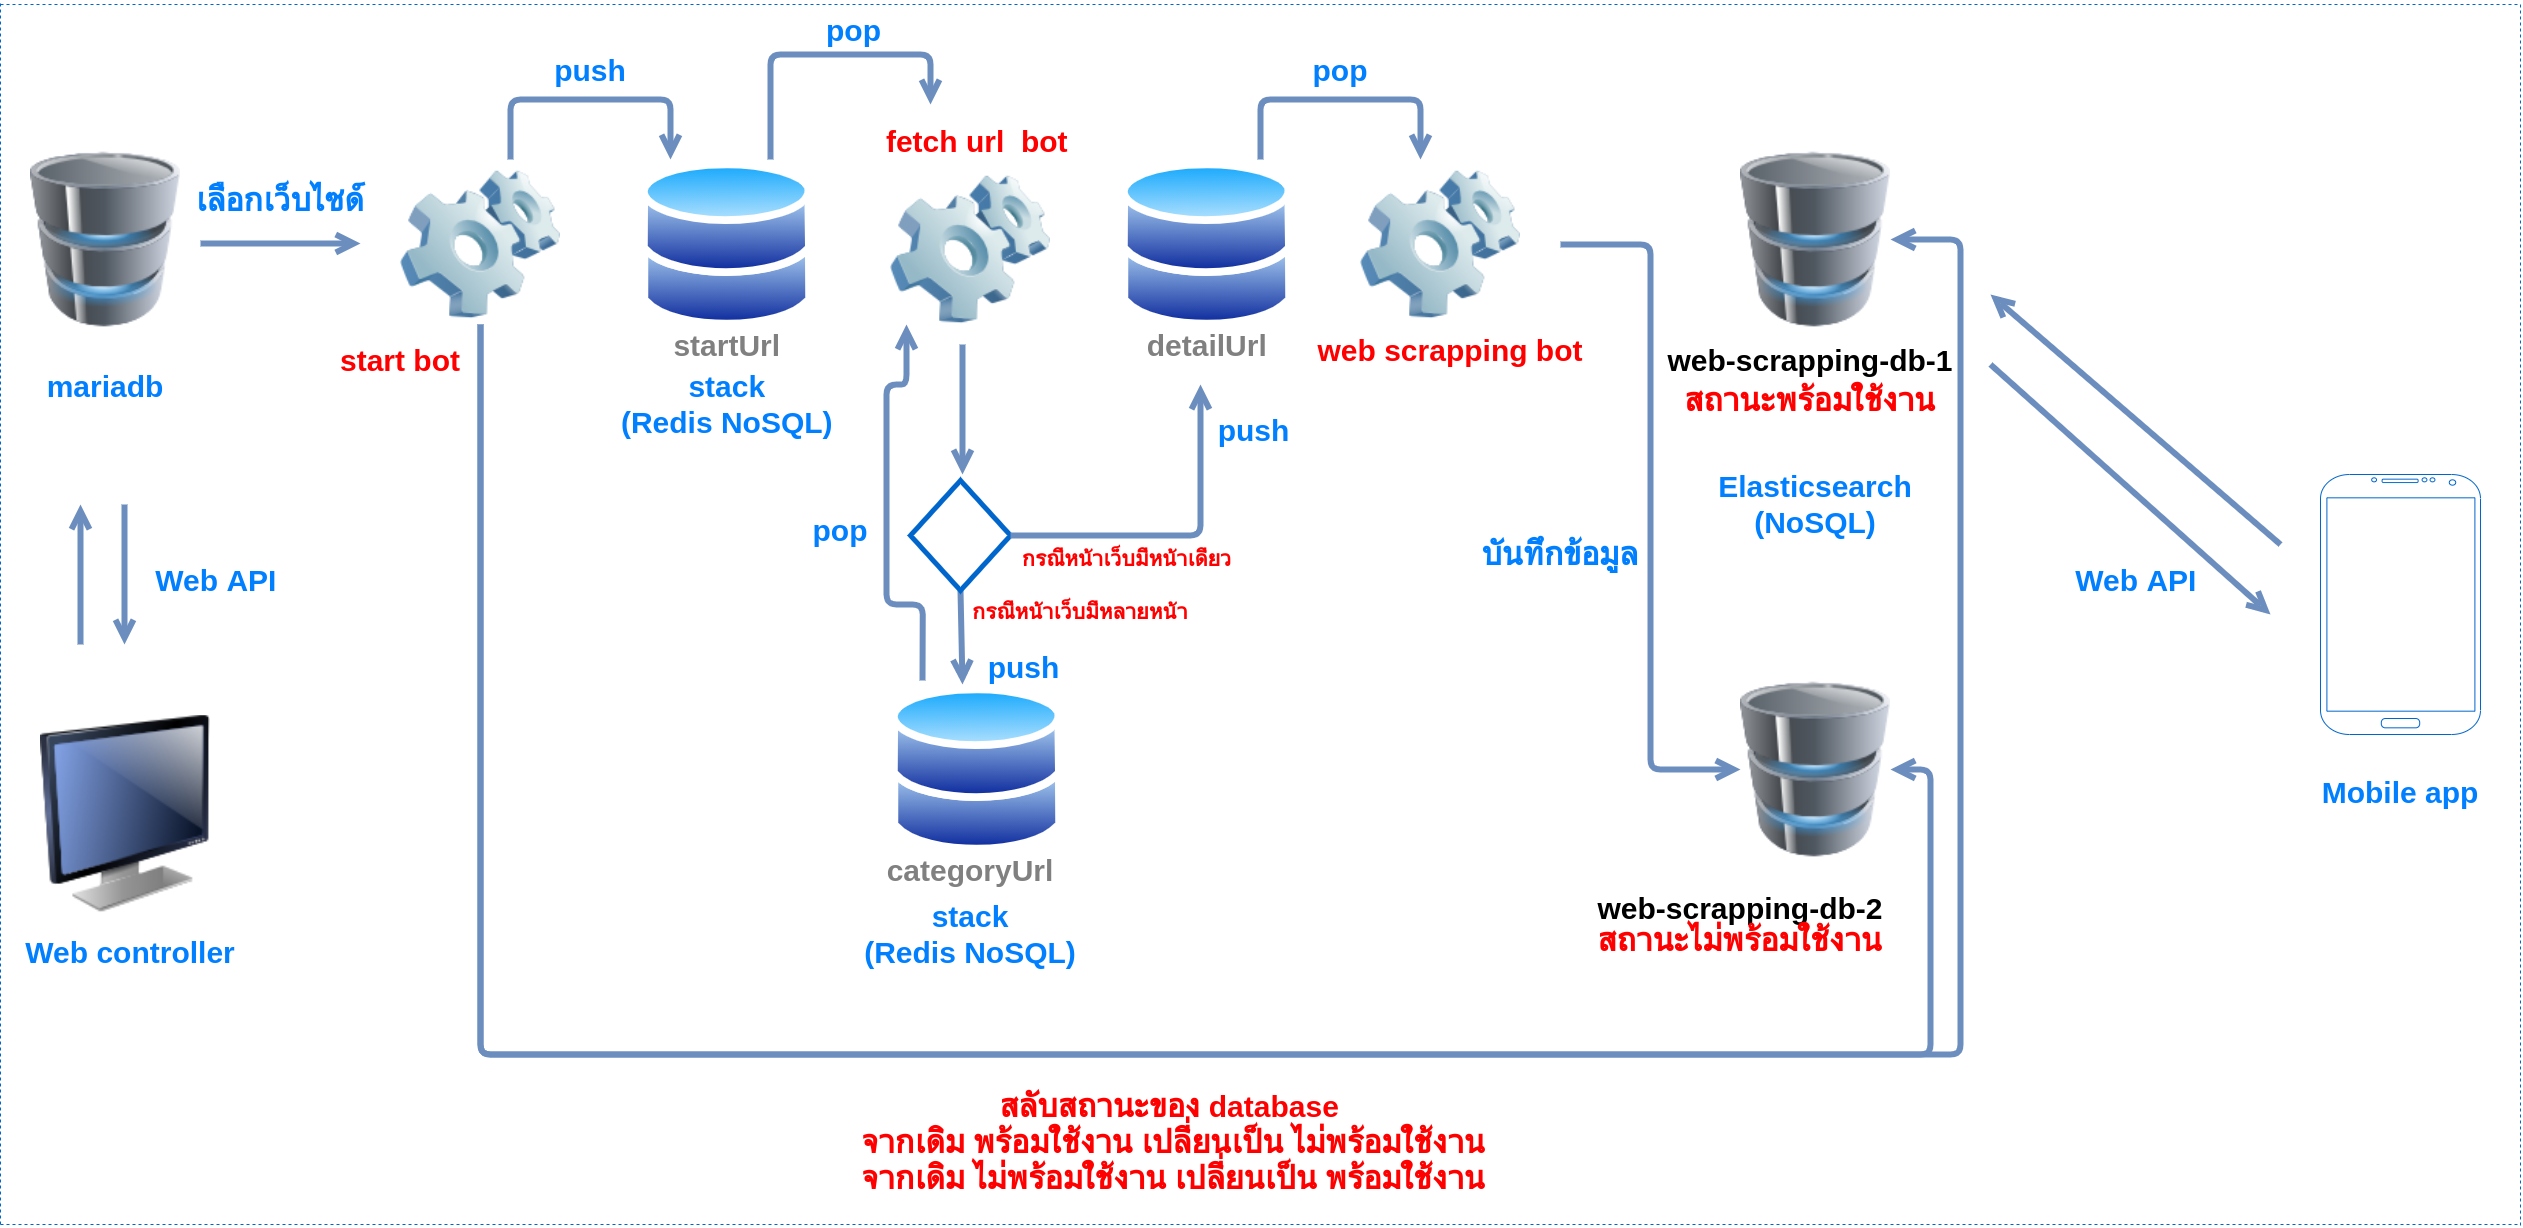 pop
push
pop
fetch url  bot
เลือกเว็บไซด์
startUrl
detailUrl
web scrapping bot
start bot
web-scrapping-db-1
mariadb
stack
(Redis NoSQL)
สถานะพร้อมใช้งาน
push
Elasticsearch
(NoSQL)
pop
กรณีหน้าเว็บมีหน้าเดียว
บันทึกข้อมูล
Web API
Web API
กรณีหน้าเว็บมีหลายหน้า
push
Mobile app
categoryUrl
stack
(Redis NoSQL)
web-scrapping-db-2
สถานะไม่พร้อมใช้งาน
Web controller
สลับสถานะของ database
จากเดิม พร้อมใช้งาน เปลี่ยนเป็น ไม่พร้อมใช้งาน
จากเดิม ไม่พร้อมใช้งาน เปลี่ยนเป็น พร้อมใช้งาน